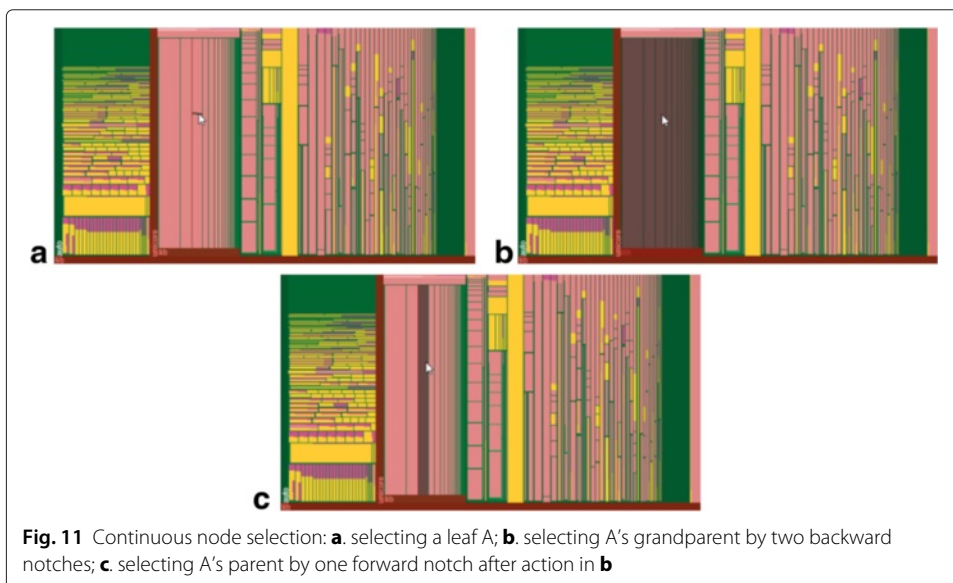 a
b
c
Fig. 11 Continuous node selection: a. selecting a leaf A; b. selecting A's grandparent by two backward
notches; c. selecting A's parent by one forward notch after action in b